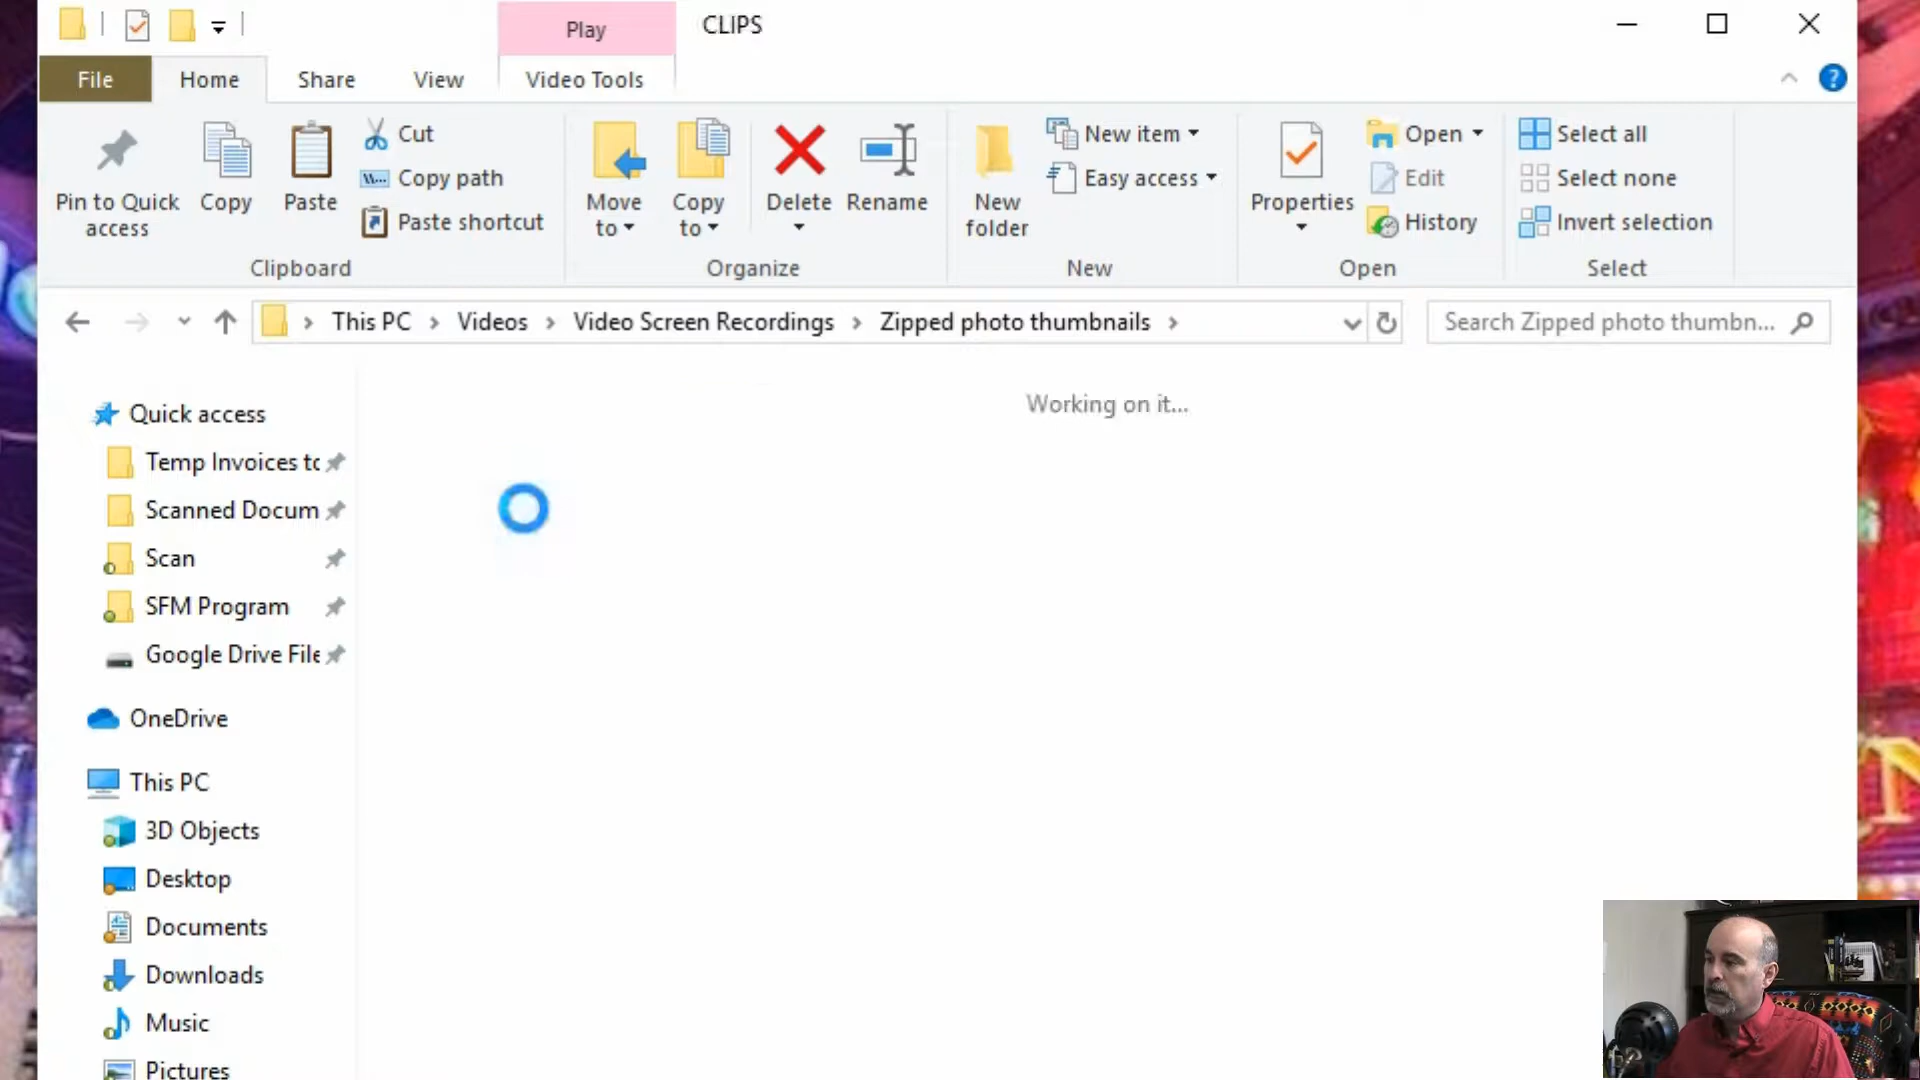 Play
CLIPS
File
Home
Share
View
Video Tools
?
Pin to Quick
access
Copy
Paste
Cut
Copy path
Paste shortcut
Clipboard
Move
to
Copy
to
Delete
Rename
Organize
New
folder
New item
Easy access
New
Properties
Open
Edit
History
Open
Select all
Select none
Invert selection
Select
This PC > Videos > Video Screen Recordings > Zipped photo thumbnails >
Search Zipped photo thumbn...
Working on it...
Quick access
Temp Invoices to
Scanned Docum
Scan
SFM Program
Google Drive File
OneDrive
This PC
3D Objects
Desktop
Documents
Downloads
Music
Pictures